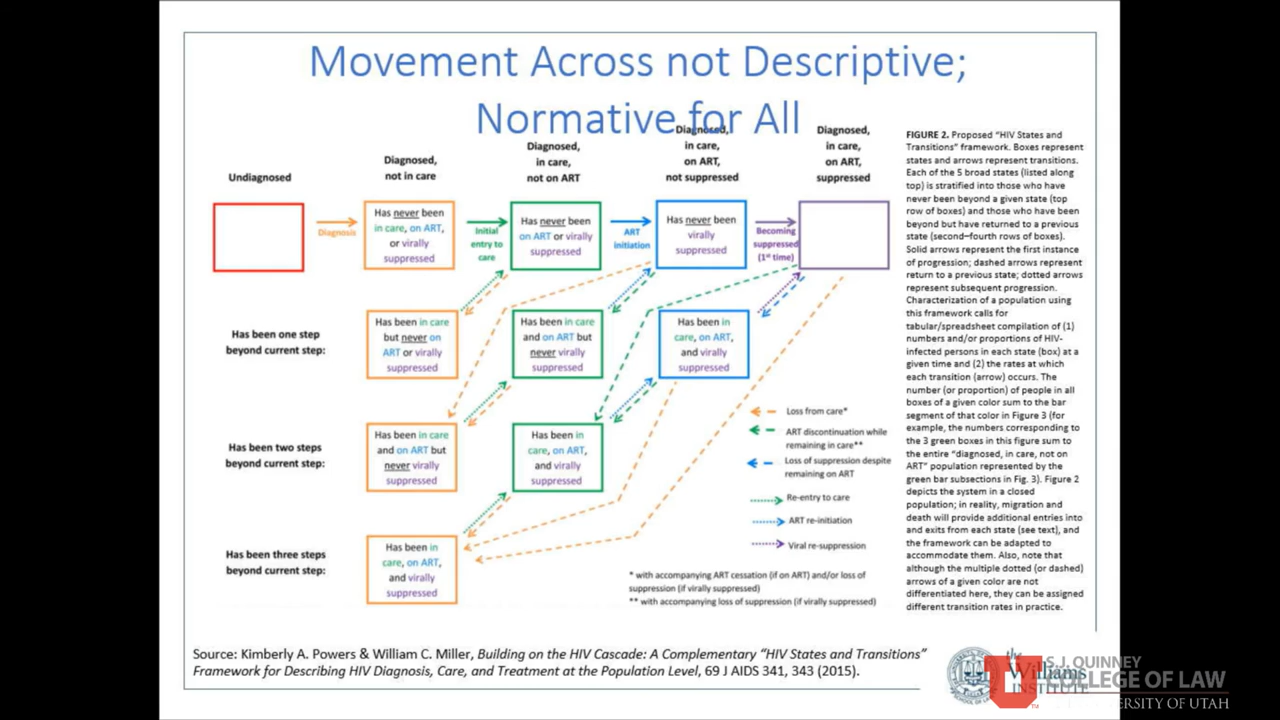 Movement Across not Descriptive;
Normative for All
Undiagnosed
Diagnosed,
not in care
Diagnosed,
in care,
not on ART
Diagnosed,
in care,
on ART,
not suppressed
Diagnosed,
in care,
on ART,
suppressed
Diagnosis
Has never been
in care, on ART,
or virally
suppressed
Initial
entry to
care
Has never been
on ART or virally
suppressed
ART
initiation
Has never been
virally
suppressed
Becoming
suppressed
(1st time)
Has been one step
beyond current step:
Has been in care
but never on
ART or virally
suppressed
Has been in care
and on ART but
never virally
suppressed
Has been in
care, on ART,
and virally
suppressed
Has been two steps
beyond current step:
Has been in care
and on ART but
never virally
suppressed
Has been in
care, on ART,
and virally
suppressed
Has been three steps
beyond current step:
Has been in
care, on ART,
and virally
suppressed
Loss from care*
ART discontinuation while
remaining in care**
Loss of suppression despite
remaining on ART
Re-entry to care
ART re-initiation
Viral re-suppression
* with accompanying ART cessation (if on ART) and/or loss of
suppression (if virally suppressed)
** with accompanying loss of suppression (if virally suppressed)
FIGURE 2. Proposed "HIV States and
Transitions" framework. Boxes represent
states and arrows represent transitions.
Each of the 5 broad states (listed along
top) is stratified into those who have
never been beyond a given state (top
row of boxes) and those who have been
beyond but have returned to a previous
state (second–fourth rows of boxes).
Solid arrows represent the first instance
of progression; dashed arrows represent
return to a previous state; dotted arrows
represent subsequent progression.
Characterization of a population using
this framework calls for
tabular/spreadsheet compilation of (1)
numbers and/or proportions of HIV-
infected persons in each state (box) at a
given time and (2) the rates at which
each transition (arrow) occurs. The
number (or proportion) of people in all
boxes of a given color sum to the bar
segment of that color in Figure 3 (for
example, the numbers corresponding to
the 3 green boxes in this figure sum to
the entire "diagnosed, in care, not on
ART" population represented by the
green bar subsections in Fig. 3). Figure 2
depicts the system in a closed
population; in reality, migration and
death will provide additional entries into
and exits from each state (see text), and
the framework can be adapted to
accommodate them. Also, note that
although the multiple dotted (or dashed)
arrows of a given color are not
differentiated here, they can be assigned
different transition rates in practice.
Source: Kimberly A. Powers & William C. Miller, Building on the HIV Cascade: A Complementary "HIV States and Transitions"
Framework for Describing HIV Diagnosis, Care, and Treatment at the Population Level, 69 J AIDS 341, 343 (2015).
the
Williams
INSTITUTE
S.J. QUINNEY
COLLEGE OF LAW
UNIVERSITY OF UTAH